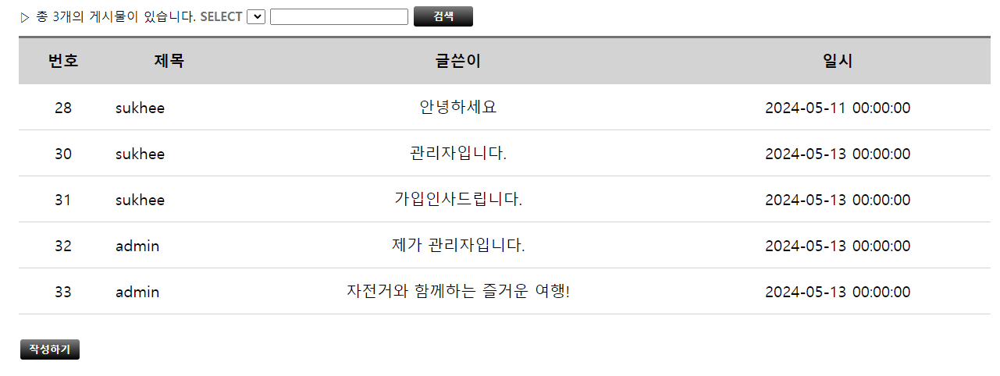 ▷ 총 3개의 게시물이 있습니다. SELECT 검색
번호 제목 글쓴이 일시
28 sukhee 안녕하세요 2024-05-11 00:00:00
30 sukhee 관리자입니다. 2024-05-13 00:00:00
31 sukhee 가입인사드립니다. 2024-05-13 00:00:00
32 admin 제가 관리자입니다. 2024-05-13 00:00:00
33 admin 자전거와 함께하는 즐거운 여행! 2024-05-13 00:00:00
작성하기